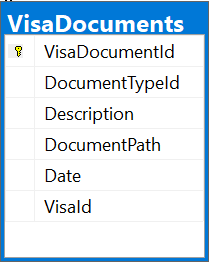 VisaDocuments
VisaDocumentId
DocumentTypeId
Description
DocumentPath
Date
VisaId